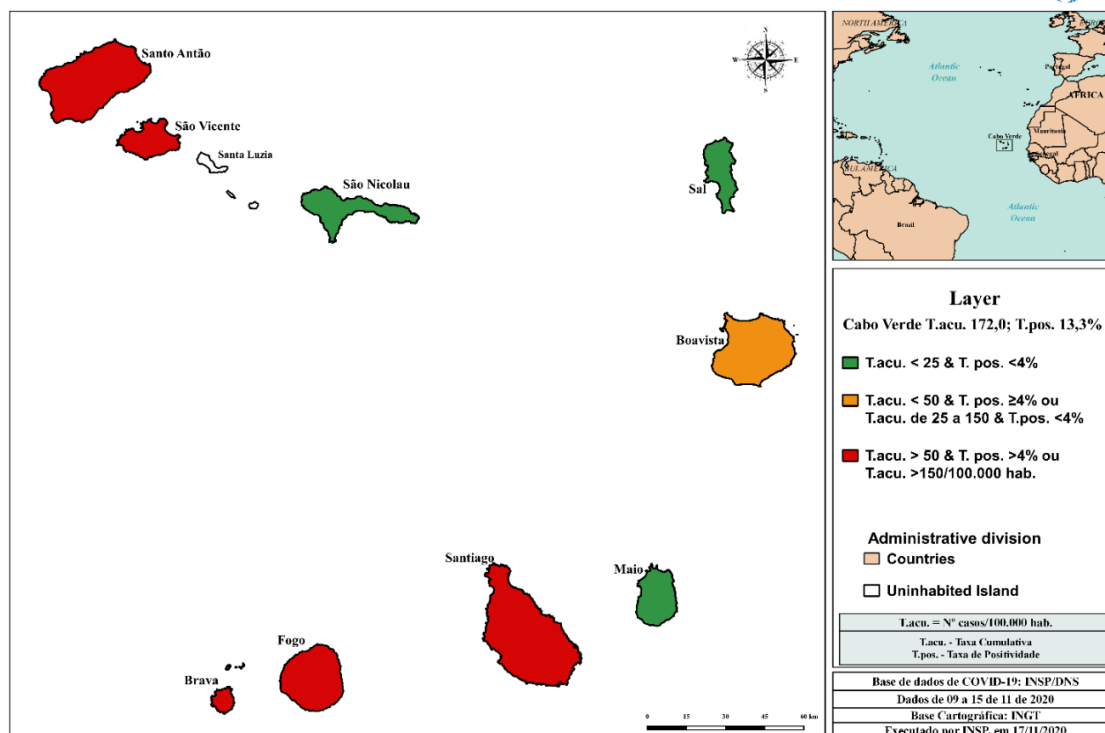 Santo Antão
São Vicente
Santa Luzia
São Nicolau
Sal
Boavista
Santiago
Maio
Fogo
Brava
N
W
E
S
0 15 30 45 60 km
NORTH AMERICA
Atlantic
Ocean
Portugal
AFRICA
Mauritania
Cabo Verde
Brazil
Atlantic
Ocean
Layer
Cabo Verde T.acu. 172,0; T.pos. 13,3%
T.acu. < 25 & T. pos. <4%
T.acu. < 50 & T. pos. ≥4% ou
T.acu. de 25 a 150 & T.pos. <4%
T.acu. > 50 & T. pos. >4% ou
T.acu. >150/100.000 hab.
Administrative division
Countries
Uninhabited Island
T.acu. = Nº casos/100.000 hab.
T.acu. - Taxa Cumulativa
T.pos. - Taxa de Positividade
Base de dados de COVID-19: INSP/DNS
Dados de 09 a 15 de 11 de 2020
Base Cartográfica: INGT
Executado por INSP, em 17/11/2020